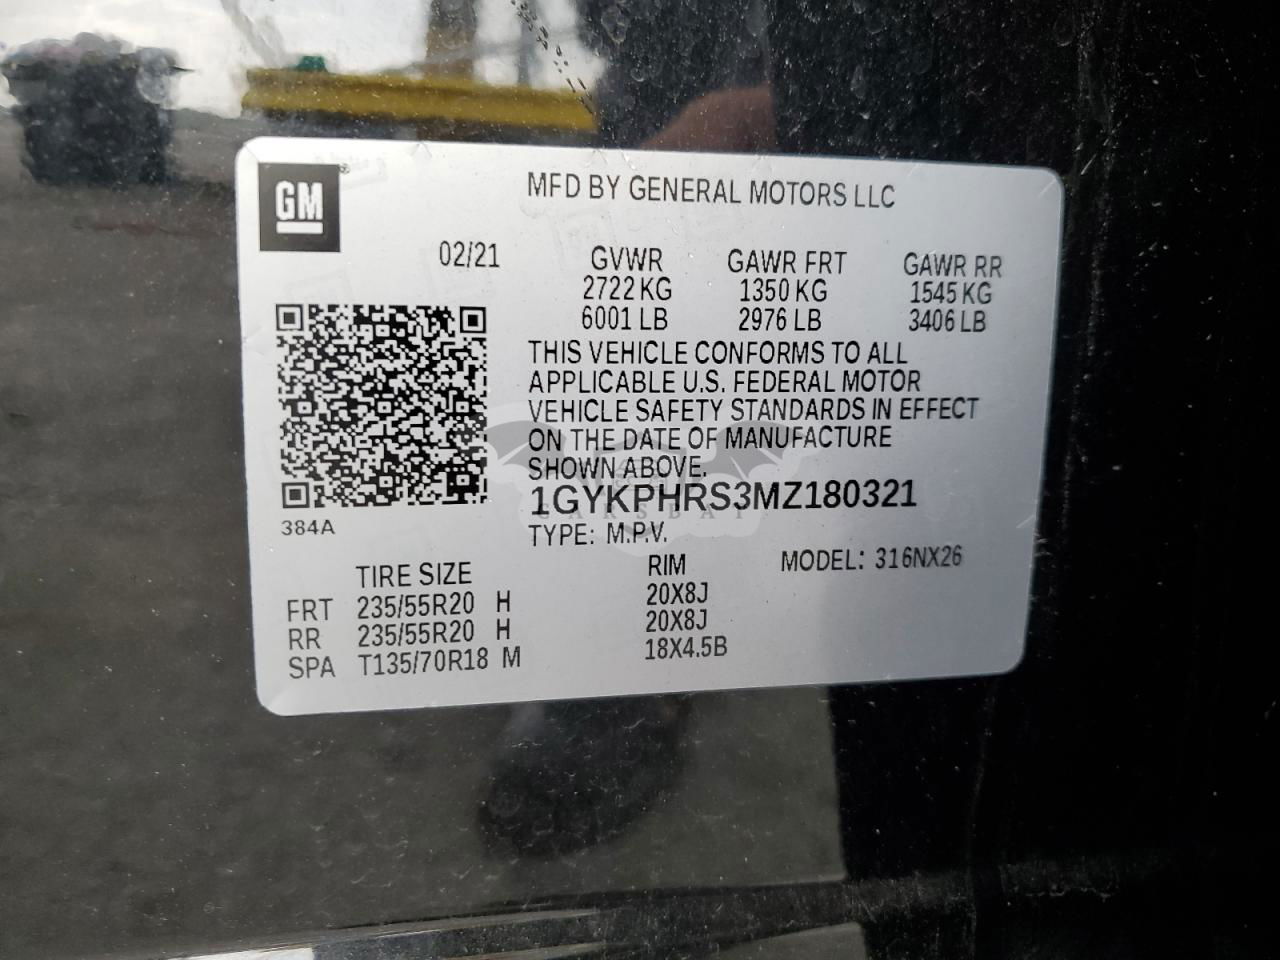 GM ®
MFD BY GENERAL MOTORS LLC
02/21
GVWR GAWR FRT GAWR RR
2722 KG 1350 KG 1545 KG
6001 LB 2976 LB 3406 LB
THIS VEHICLE CONFORMS TO ALL
APPLICABLE U.S. FEDERAL MOTOR
VEHICLE SAFETY STANDARDS IN EFFECT
ON THE DATE OF MANUFACTURE
SHOWN ABOVE.
1GYKPHRS3MZ180321
CARSBAT
TYPE: M.P.V.
384A
MODEL: 316NX26
TIRE SIZE RIM
FRT 235/55R20 H 20X8J
RR 235/55R20 H 20X8J
SPA T135/70R18 M 18X4.5B